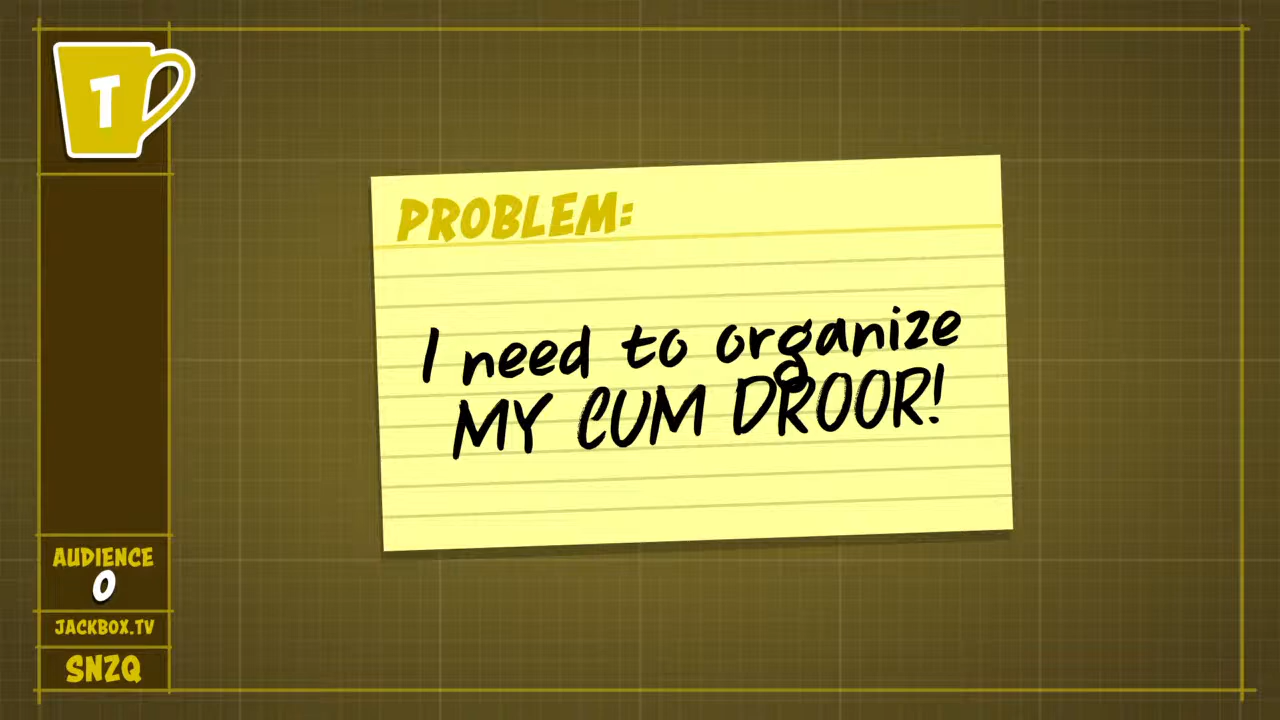 T
PROBLEM:
I need to organize
MY CUM DROOR!
AUDIENCE
0
JACKBOX.TV
SNZQ